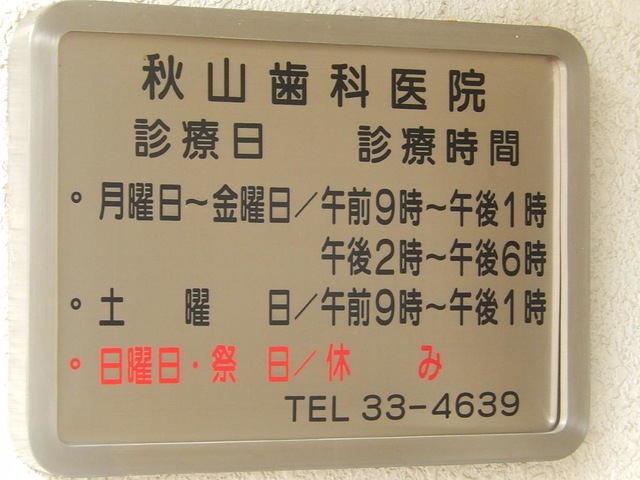 秋山歯科医院
診療日 診療時間
。月曜日～金曜日／午前9時～午後1時
午後2時～午後6時
。土曜日／午前9時～午後1時
。日曜日・祭日／休み
TEL 33-4639